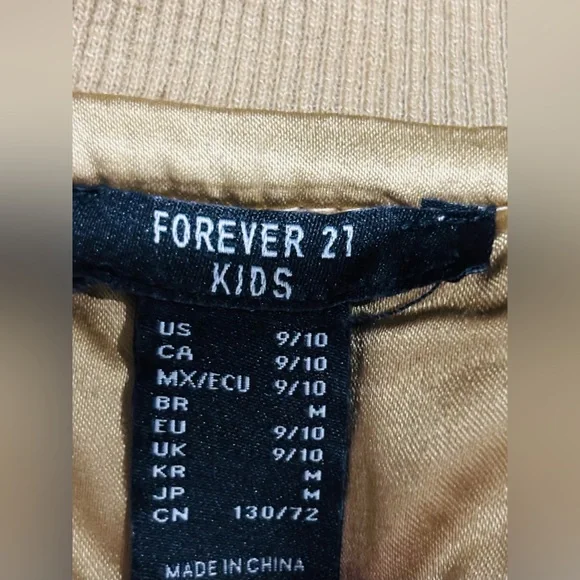 FOREVER 21
KIDS
US 9/10
CA 9/10
MX/ECU 9/10
BR M
EU 9/10
UK 9/10
KR M
JP M
CN 130/72
MADE IN CHINA